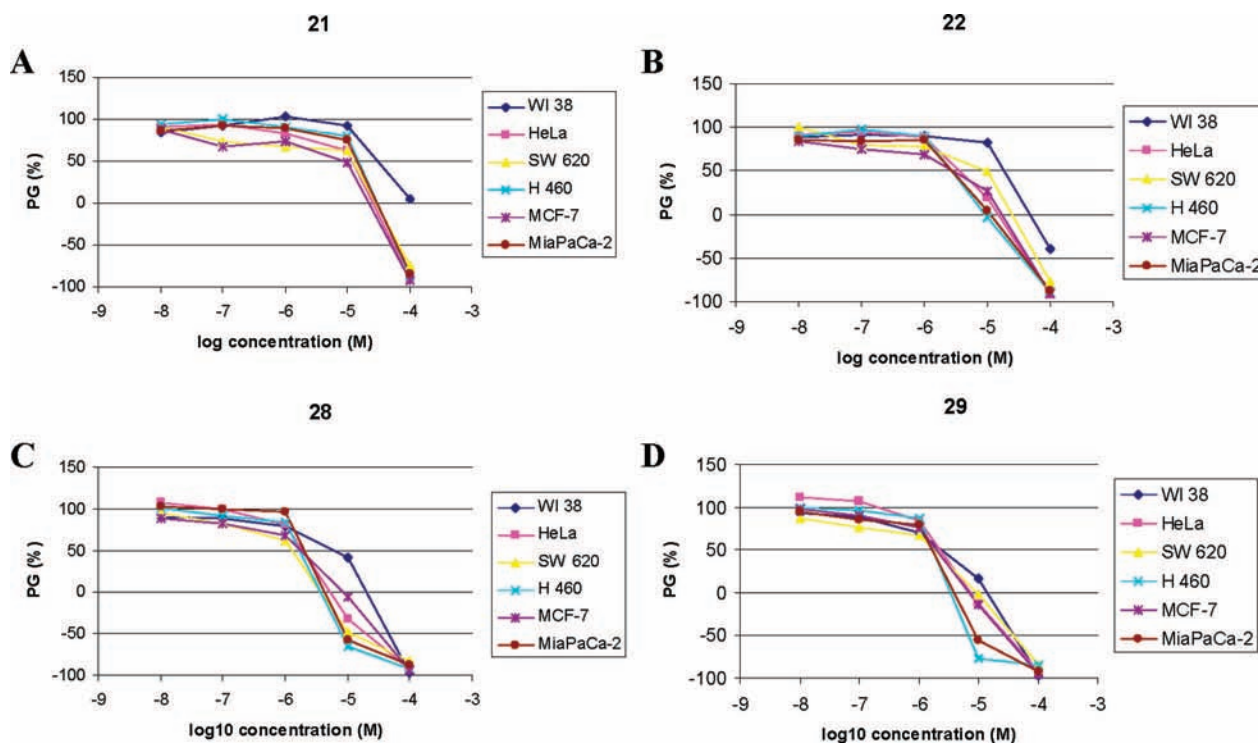 21
A
150
100
50
0
-50
-100
PG (%)
-9 -8 -7 -6 -5 -4 -3
log concentration (M)
WI 38
HeLa
SW 620
H 460
MCF-7
MiaPaCa-2
22
B
150
100
50
0
-50
-100
PG (%)
-9 -8 -7 -6 -5 -4 -3
log concentration (M)
WI 38
HeLa
SW 620
H 460
MCF-7
MiaPaCa-2
28
C
150
100
50
0
-50
-100
PG (%)
-9 -8 -7 -6 -5 -4 -3
log10 concentration (M)
WI 38
HeLa
SW 620
H 460
MCF-7
MiaPaCa-2
29
D
150
100
50
0
-50
-100
PG (%)
-9 -8 -7 -6 -5 -4 -3
log10 concentration (M)
WI 38
HeLa
SW 620
H 460
MCF-7
MiaPaCa-2